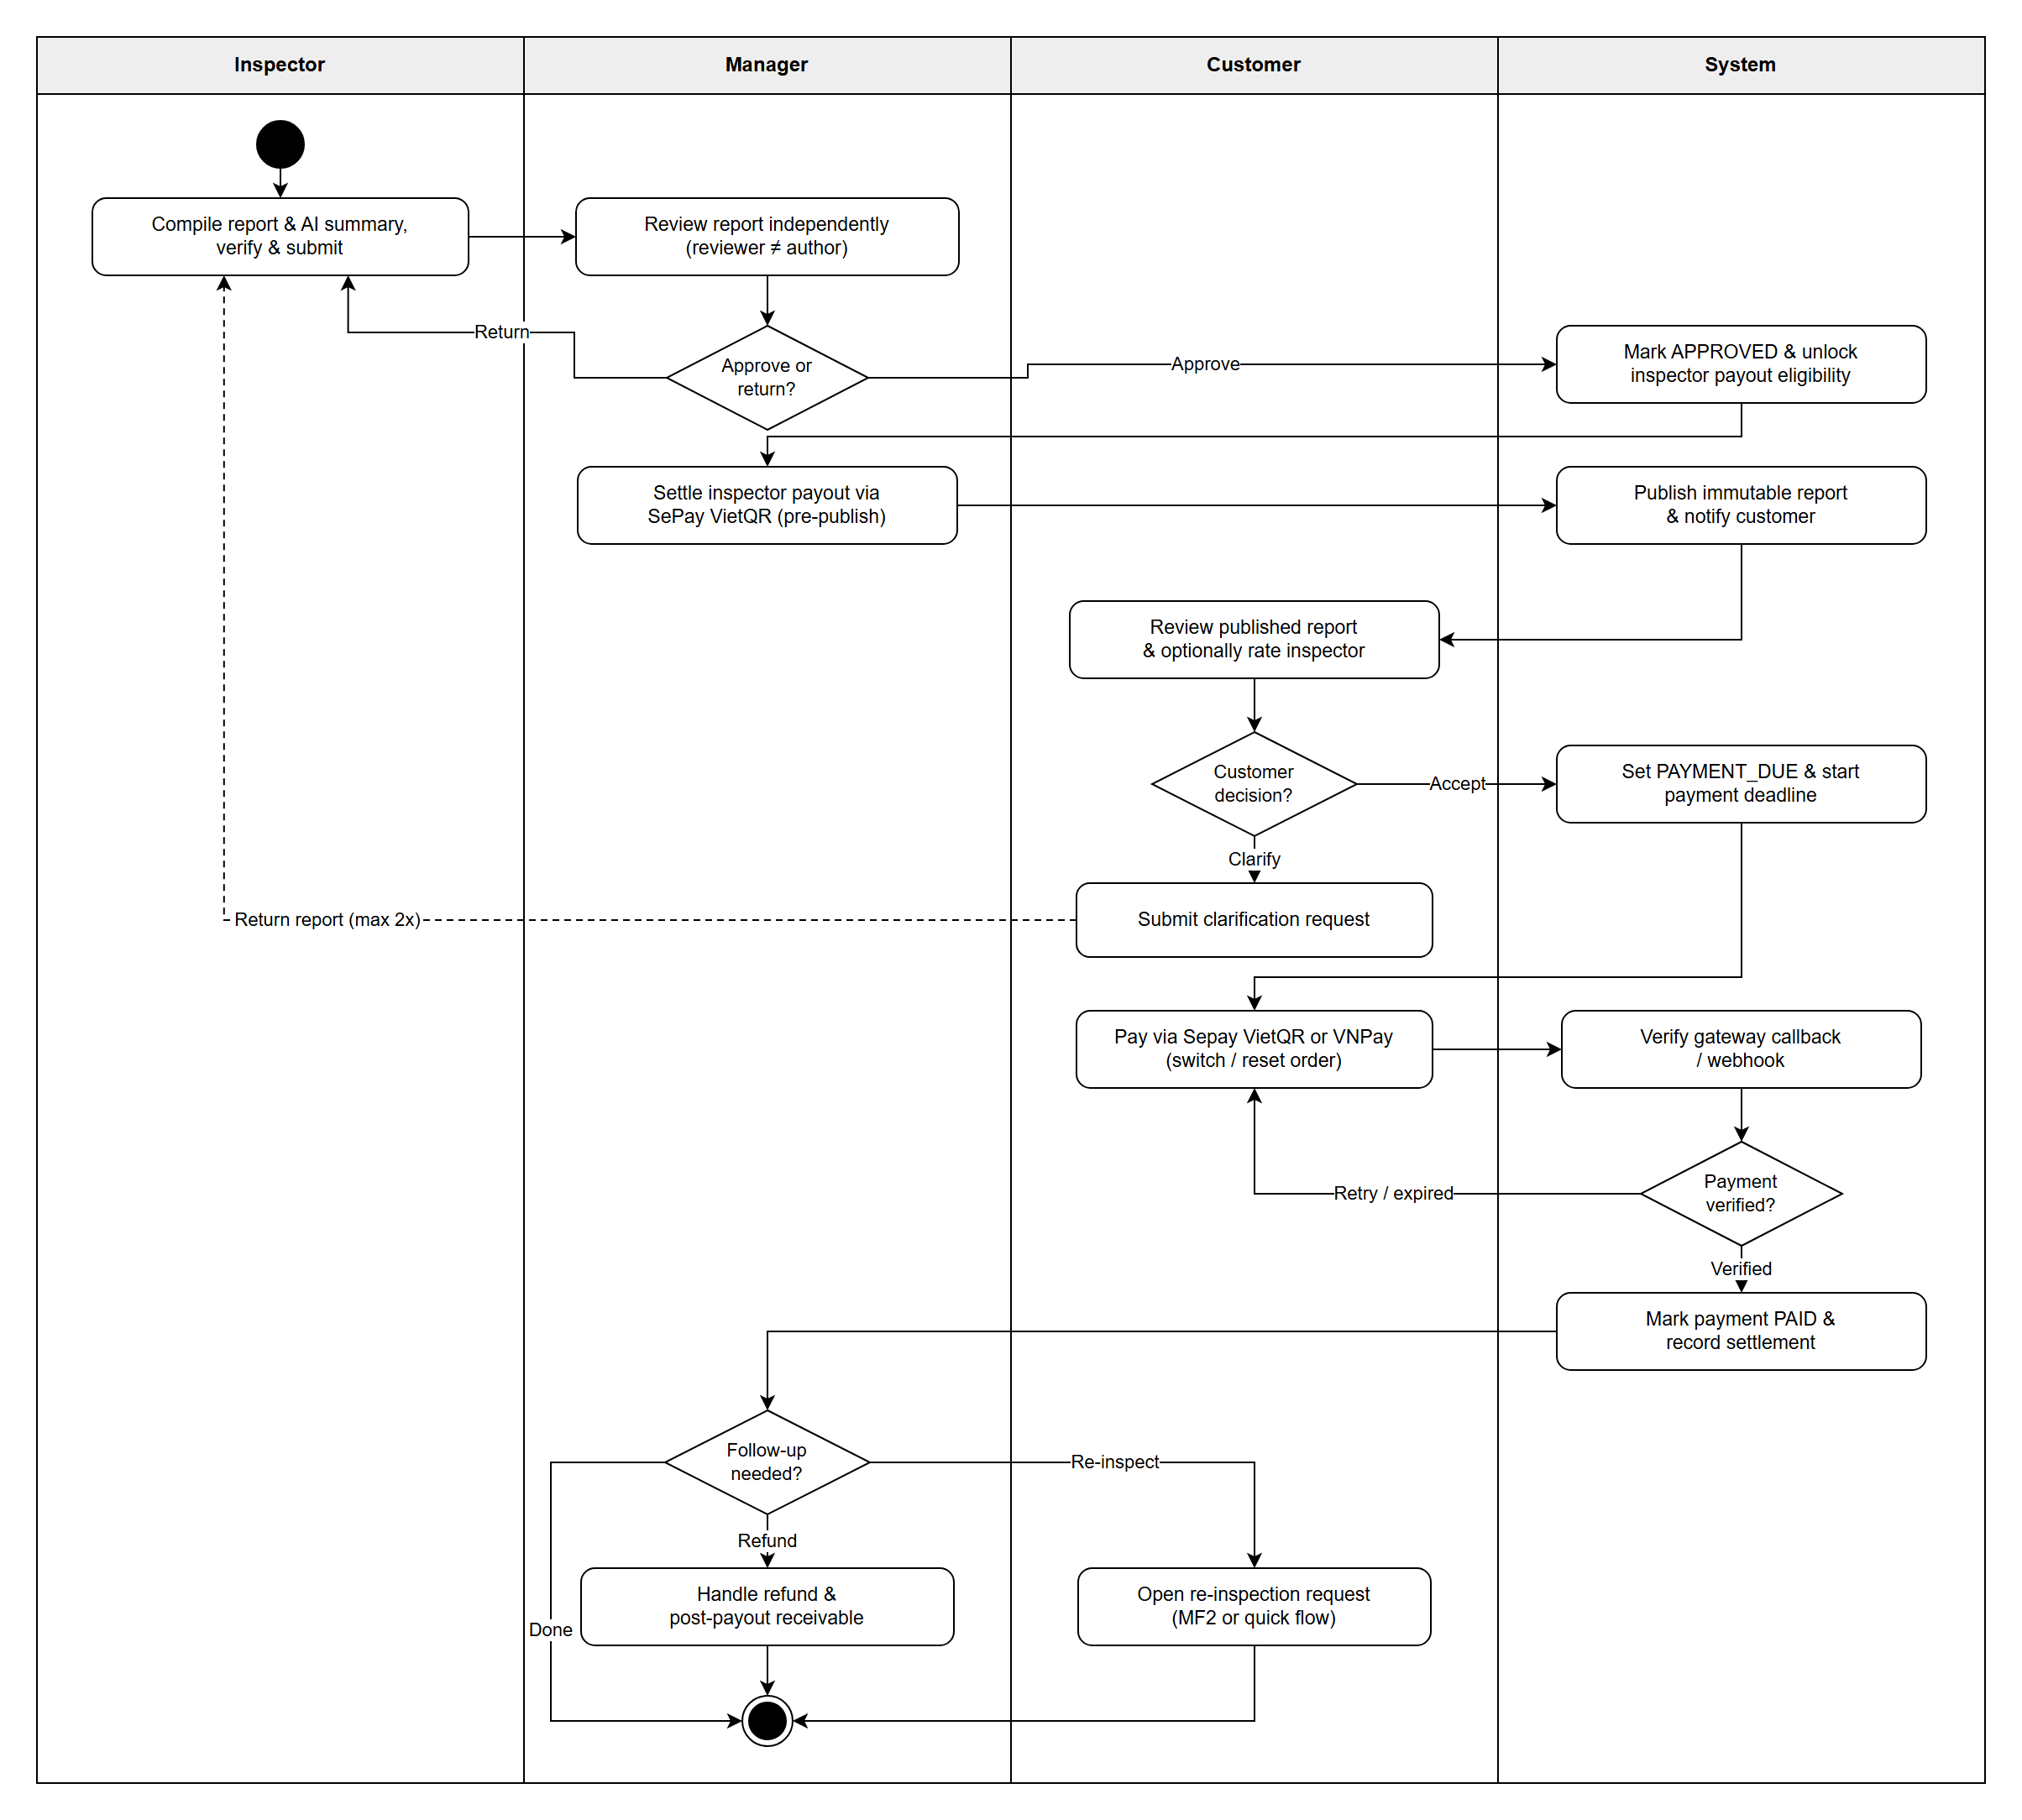 Inspector
Manager
Customer
System
Compile report & AI summary,
verify & submit
Review report independently
(reviewer ≠ author)
Return
Approve or
return?
Approve
Mark APPROVED & unlock
inspector payout eligibility
Settle inspector payout via
SePay VietQR (pre-publish)
Publish immutable report
& notify customer
Review published report
& optionally rate inspector
Customer
decision?
Accept
Set PAYMENT_DUE & start
payment deadline
Clarify
Return report (max 2x)
Submit clarification request
Pay via Sepay VietQR or VNPay
(switch / reset order)
Verify gateway callback
/ webhook
Retry / expired
Payment
verified?
Verified
Mark payment PAID &
record settlement
Follow-up
needed?
Re-inspect
Refund
Handle refund &
post-payout receivable
Open re-inspection request
(MF2 or quick flow)
Done